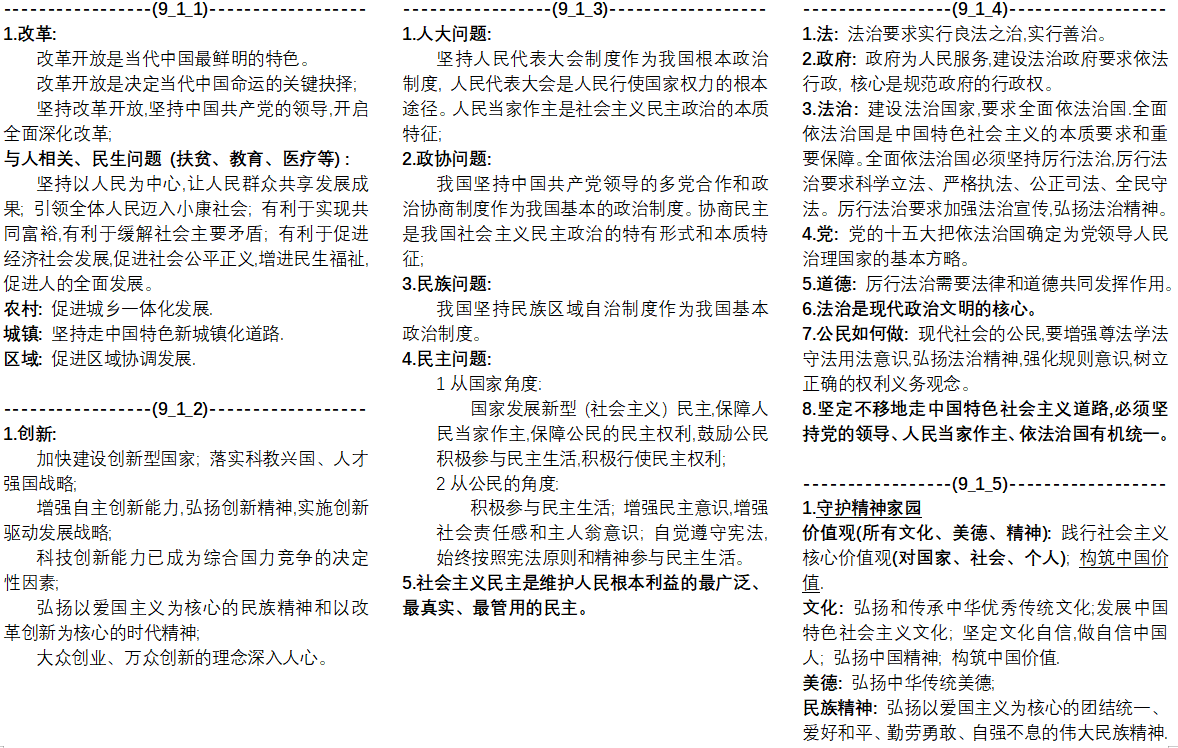 -----------------(9_1_1)------------------
1.改革:
改革开放是当代中国最鲜明的特色。
改革开放是决定当代中国命运的关键抉择;
坚持改革开放,坚持中国共产党的领导,开启
全面深化改革;
与人相关、民生问题 (扶贫、教育、医疗等) :
坚持以人民为中心,让人民群众共享发展成
果; 引领全体人民迈入小康社会; 有利于实现共
同富裕,有利于缓解社会主要矛盾; 有利于促进
经济社会发展,促进社会公平正义,增进民生福祉,
促进人的全面发展。
农村: 促进城乡一体化发展.
城镇: 坚持走中国特色新城镇化道路.
区域: 促进区域协调发展.
-----------------(9_1_2)------------------
1.创新:
加快建设创新型国家; 落实科教兴国、人才
强国战略;
增强自主创新能力,弘扬创新精神,实施创新
驱动发展战略;
科技创新能力已成为综合国力竞争的决定
性因素;
弘扬以爱国主义为核心的民族精神和以改
革创新为核心的时代精神;
大众创业、万众创新的理念深入人心。
-----------------(9_1_3)------------------
1.人大问题:
坚持人民代表大会制度作为我国根本政治
制度, 人民代表大会是人民行使国家权力的根本
途径。人民当家作主是社会主义民主政治的本质
特征;
2.政协问题:
我国坚持中国共产党领导的多党合作和政
治协商制度作为我国基本的政治制度。协商民主
是我国社会主义民主政治的特有形式和本质特
征;
3.民族问题:
我国坚持民族区域自治制度作为我国基本
政治制度。
4.民主问题:
1 从国家角度:
国家发展新型 (社会主义) 民主,保障人
民当家作主,保障公民的民主权利,鼓励公民
积极参与民主生活,积极行使民主权利;
2 从公民的角度:
积极参与民主生活; 增强民主意识,增强
社会责任感和主人翁意识; 自觉遵守宪法,
始终按照宪法原则和精神参与民主生活。
5.社会主义民主是维护人民根本利益的最广泛、
最真实、最管用的民主。
-----------------(9_1_4)------------------
1.法: 法治要求实行良法之治,实行善治。
2.政府: 政府为人民服务,建设法治政府要求依法
行政, 核心是规范政府的行政权。
3.法治: 建设法治国家,要求全面依法治国.全面
依法治国是中国特色社会主义的本质要求和重
要保障。全面依法治国必须坚持厉行法治,厉行法
治要求科学立法、严格执法、公正司法、全民守
法。厉行法治要求加强法治宣传,弘扬法治精神。
4.党: 党的十五大把依法治国确定为党领导人民
治理国家的基本方略。
5.道德: 厉行法治需要法律和道德共同发挥作用。
6.法治是现代政治文明的核心。
7.公民如何做: 现代社会的公民,要增强尊法学法
守法用法意识,弘扬法治精神,强化规则意识,树立
正确的权利义务观念。
8.坚定不移地走中国特色社会主义道路,必须坚
持党的领导、人民当家作主、依法治国有机统一。
-----------------(9_1_5)------------------
1.守护精神家园
价值观(所有文化、美德、精神): 践行社会主义
核心价值观(对国家、社会、个人); 构筑中国价
值.
文化: 弘扬和传承中华优秀传统文化;发展中国
特色社会主义文化; 坚定文化自信,做自信中国
人; 弘扬中国精神; 构筑中国价值.
美德: 弘扬中华传统美德;
民族精神: 弘扬以爱国主义为核心的团结统一、
爱好和平、勤劳勇敢、自强不息的伟大民族精神.